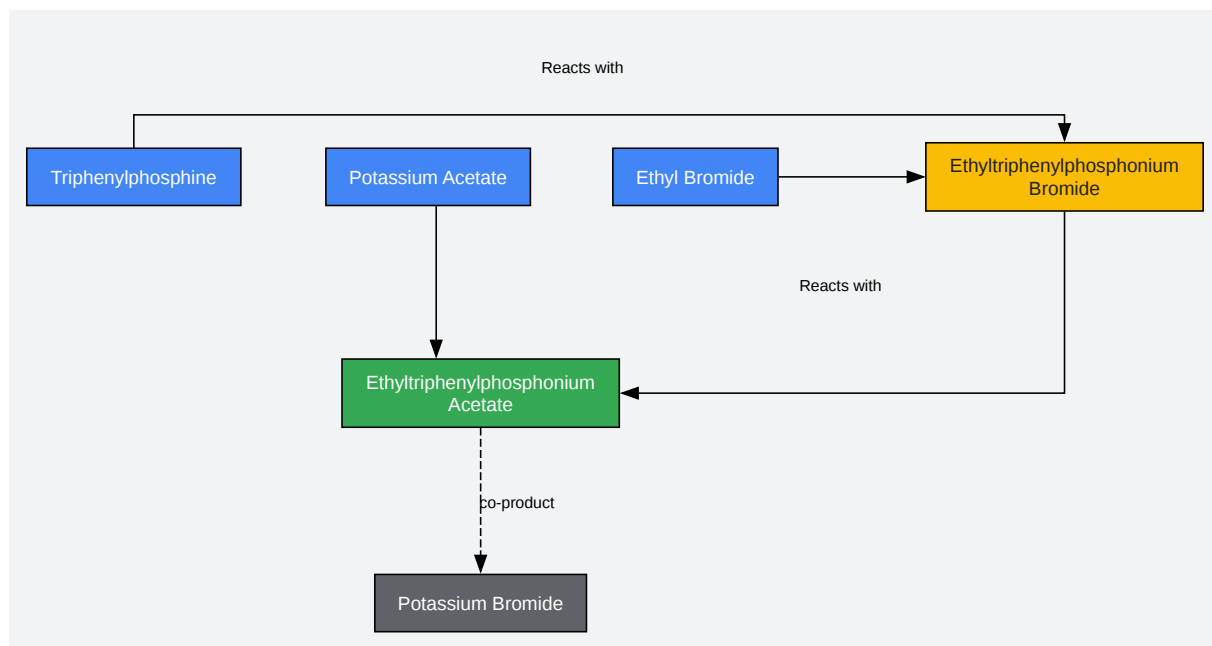 Reacts with
Triphenylphosphine
Potassium Acetate
Ethyl Bromide
Ethyltriphenylphosphonium
Bromide
Reacts with
Ethyltriphenylphosphonium
Acetate
co-product
Potassium Bromide